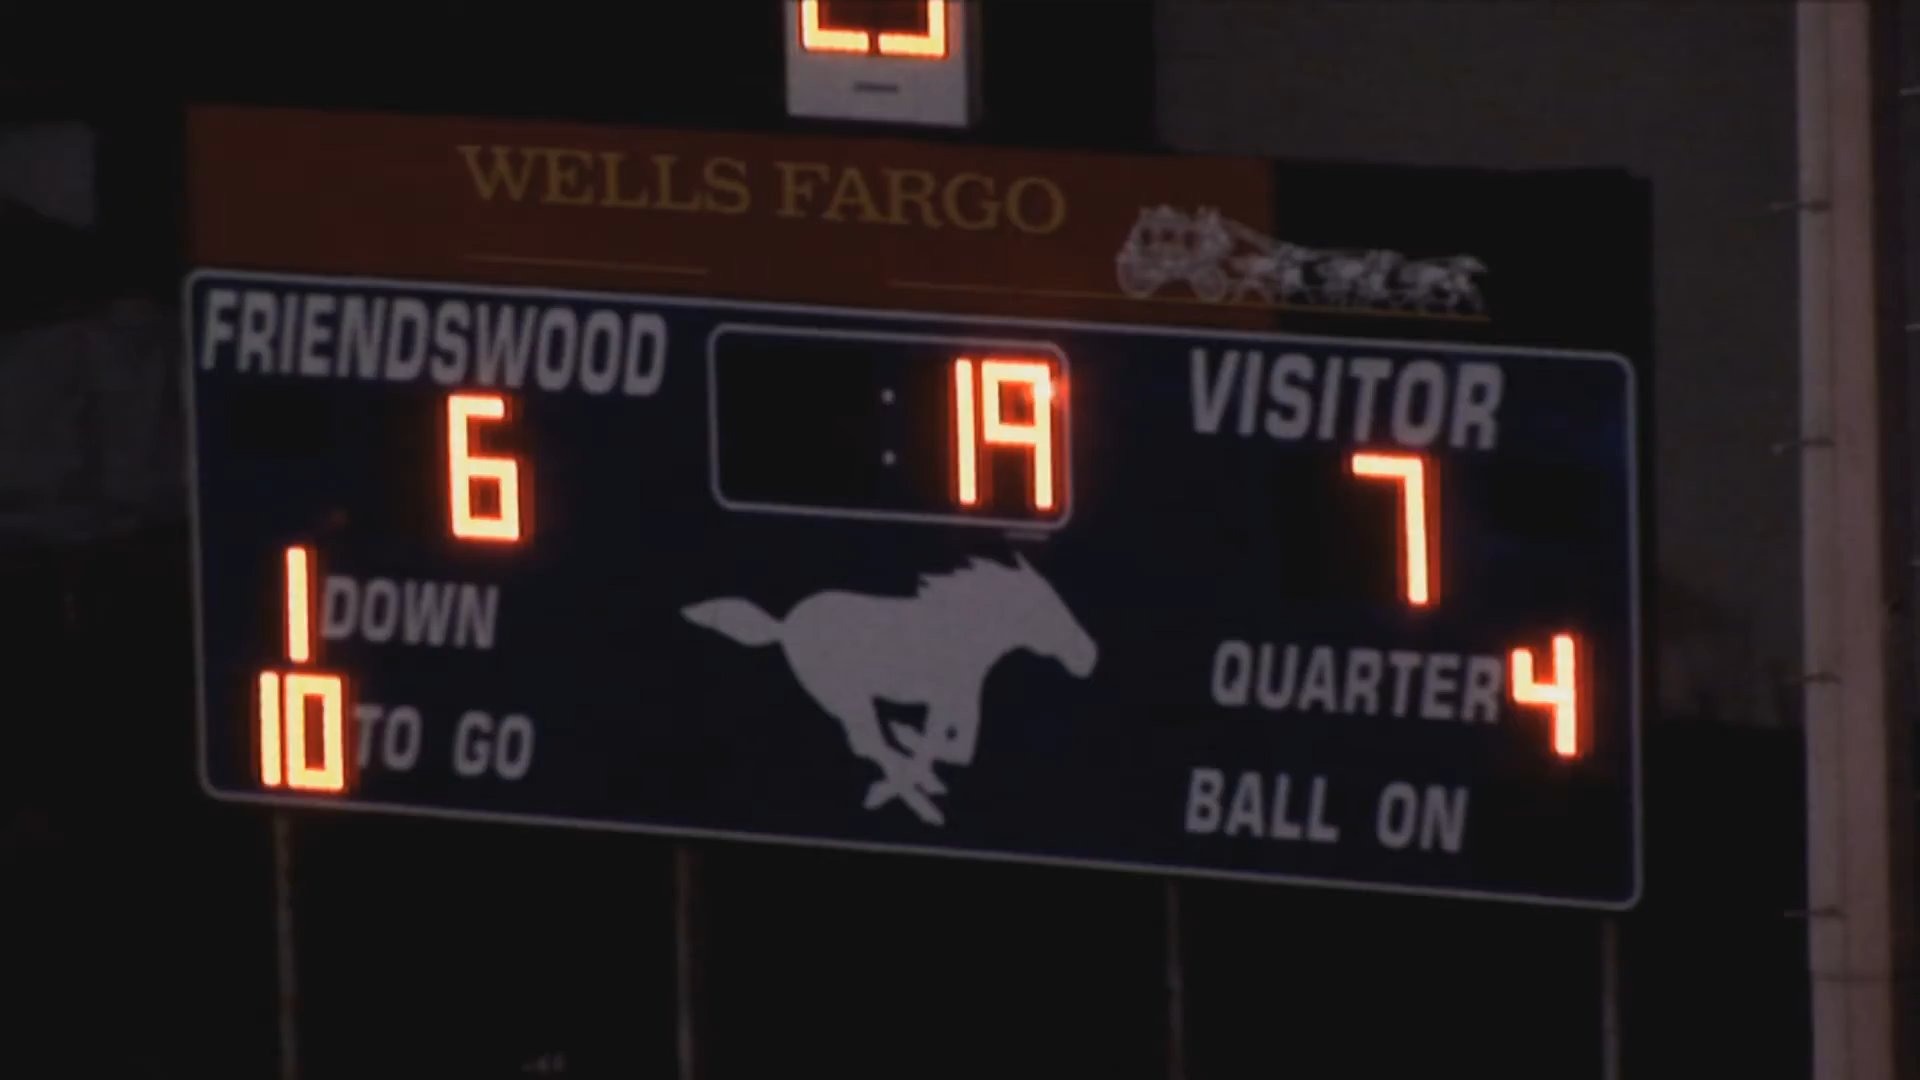 WELLS FARGO
FRIENDSWOOD
:19
VISITOR
6
7
1 DOWN
QUARTER 4
10 TO GO
BALL ON